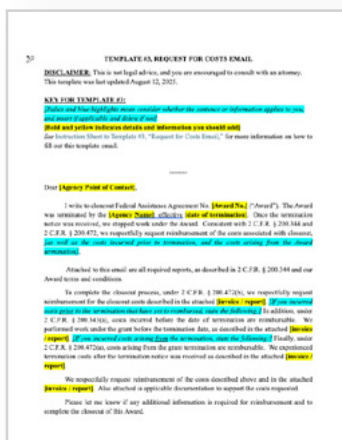 TEMPLATE #3, REQUEST FOR COSTS EMAIL
DISCLAIMER: This is not legal advice, and you are encouraged to consult with an attorney.
This template was last updated August 12, 2025.
KEY FOR TEMPLATE #3:
[Italics and blue highlights mean consider whether the sentence or information applies to you,
and insert if applicable and delete if not]
[Bold and yellow indicates details and information you should add]
See Instruction Sheet to Template #3, "Request for Costs Email," for more information on how to
fill out this template email.
Dear [Agency Point of Contact],
I write to closeout Federal Assistance Agreement No. [Award No.] ("Award"). The Award
was terminated by the [Agency Name], effective [date of termination]. Once the termination
notice was received, we stopped work under the Award. Consistent with 2 C.F.R. § 200.344 and
2 C.F.R. § 200.472, we respectfully request reimbursement of the costs associated with closeout,
[as well as the costs incurred prior to termination, and the costs arising from the Award
termination].
Attached to this email are all required reports, as described in 2 C.F.R. § 200.344 and our
Award terms and conditions.
To complete the closeout process, under 2 C.F.R. § 200.472(b), we respectfully request
reimbursement for the closeout costs described in the attached [invoice / report]. [If you incurred
costs prior to the termination that have yet to reimbursed, state the following:] In addition, under
2 C.F.R. § 200.343, costs incurred before the date of termination are reimbursable. We
performed work under the grant before the termination date, as described in the attached [invoice
/ report]. [If you incurred costs arising from the termination, state the following:] Finally, under
2 C.F.R. § 200.472(a), costs arising from the grant termination are reimbursable. We experienced
termination costs after the termination notice was received as described in the attached [invoice /
report].
We respectfully request reimbursement of the costs described above and in the attached
[invoice / report]. Also attached is applicable documentation to support the costs requested.
Please let me know if any additional information is required for reimbursement and to
complete the closeout of this Award.